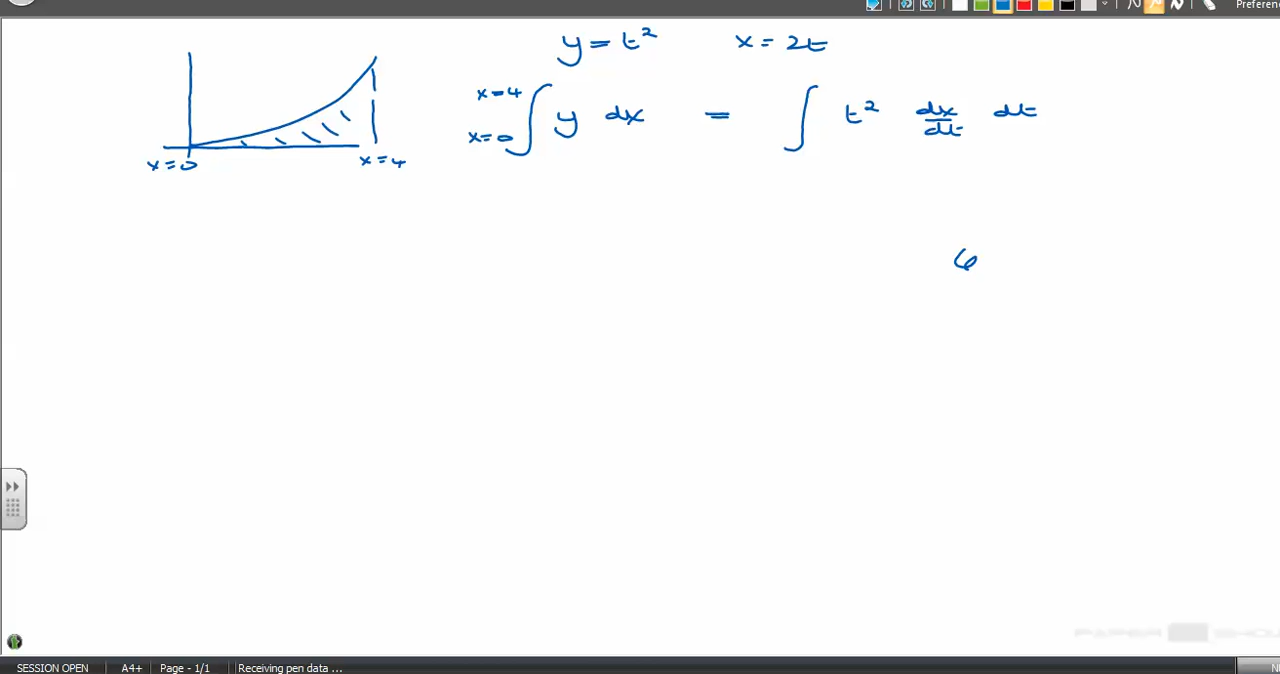 Preferenc
y = t² x = 2t
x=4
∫ y dx = ∫ t² dx/dt dt
x=0
x=0 x=4
6
SESSION OPEN A4+ Page - 1/1 Receiving pen data ...